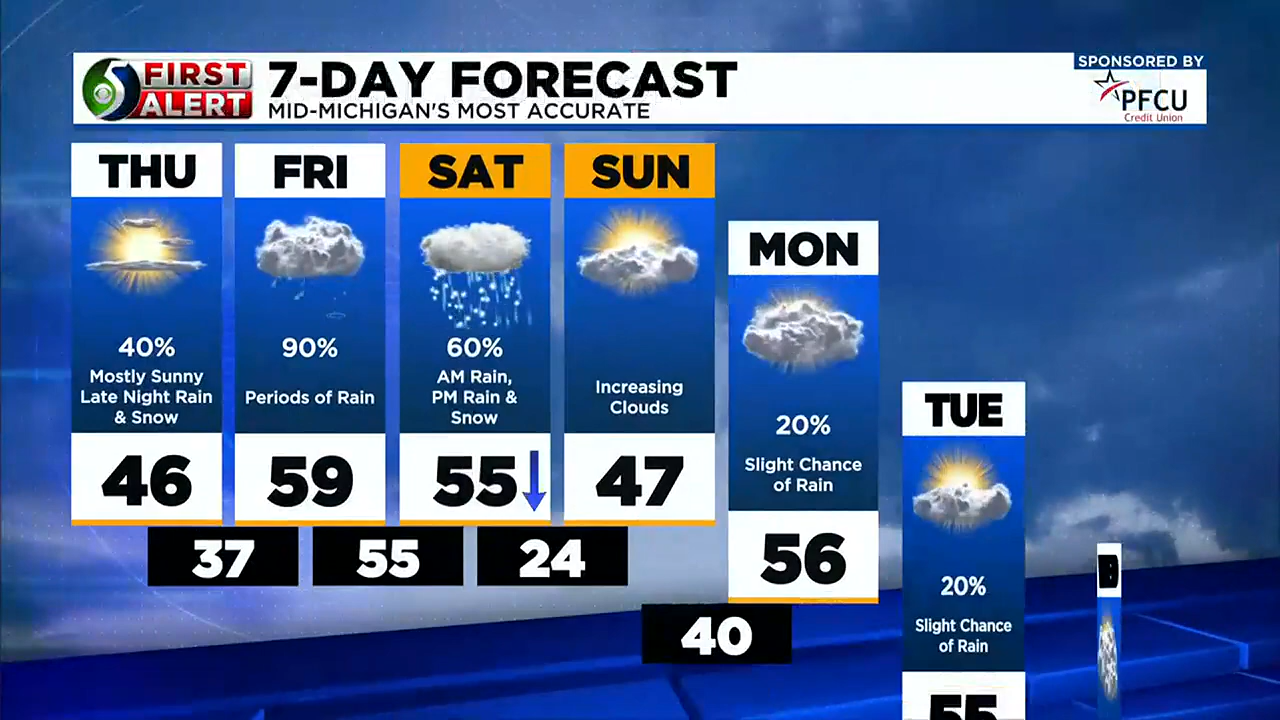 5 FIRST ALERT
7-DAY FORECAST
MID-MICHIGAN'S MOST ACCURATE
SPONSORED BY
PFCU
Credit Union
THU
40%
Mostly Sunny
Late Night Rain
& Snow
46
FRI
90%
Periods of Rain
59
SAT
60%
AM Rain,
PM Rain &
Snow
55
SUN
Increasing
Clouds
47
MON
20%
Slight Chance
of Rain
56
TUE
20%
Slight Chance
of Rain
55
37
55
24
40